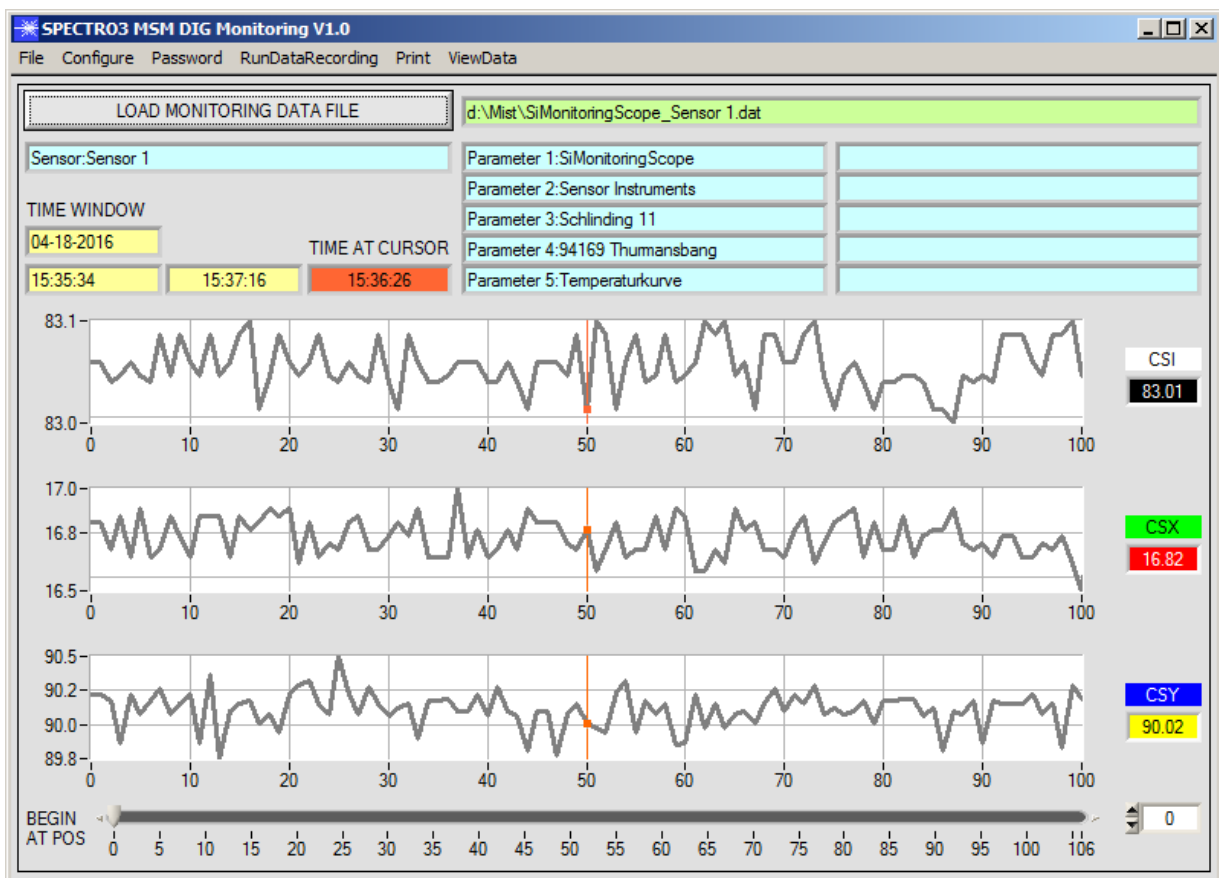 SPECTRO3 MSM DIG Monitoring V1.0
File Configure Password RunDataRecording Print ViewData
LOAD MONITORING DATA FILE
d:\Mist\SiMonitoringScope_Sensor 1.dat
Sensor:Sensor 1
Parameter 1:SiMonitoringScope
Parameter 2:Sensor Instruments
Parameter 3:Schlinding 11
Parameter 4:94169 Thurmansbang
Parameter 5:Temperaturkurve
TIME WINDOW
04-18-2016
TIME AT CURSOR
15:35:34 15:37:16 15:36:26
83.1
83.0
0 10 20 30 40 50 60 70 80 90 100
CSI
83.01
17.0
16.8
16.5
0 10 20 30 40 50 60 70 80 90 100
CSX
16.82
90.5
90.2
90.0
89.8
0 10 20 30 40 50 60 70 80 90 100
CSY
90.02
BEGIN
AT POS
0 5 10 15 20 25 30 35 40 45 50 55 60 65 70 75 80 85 90 95 100 106
0